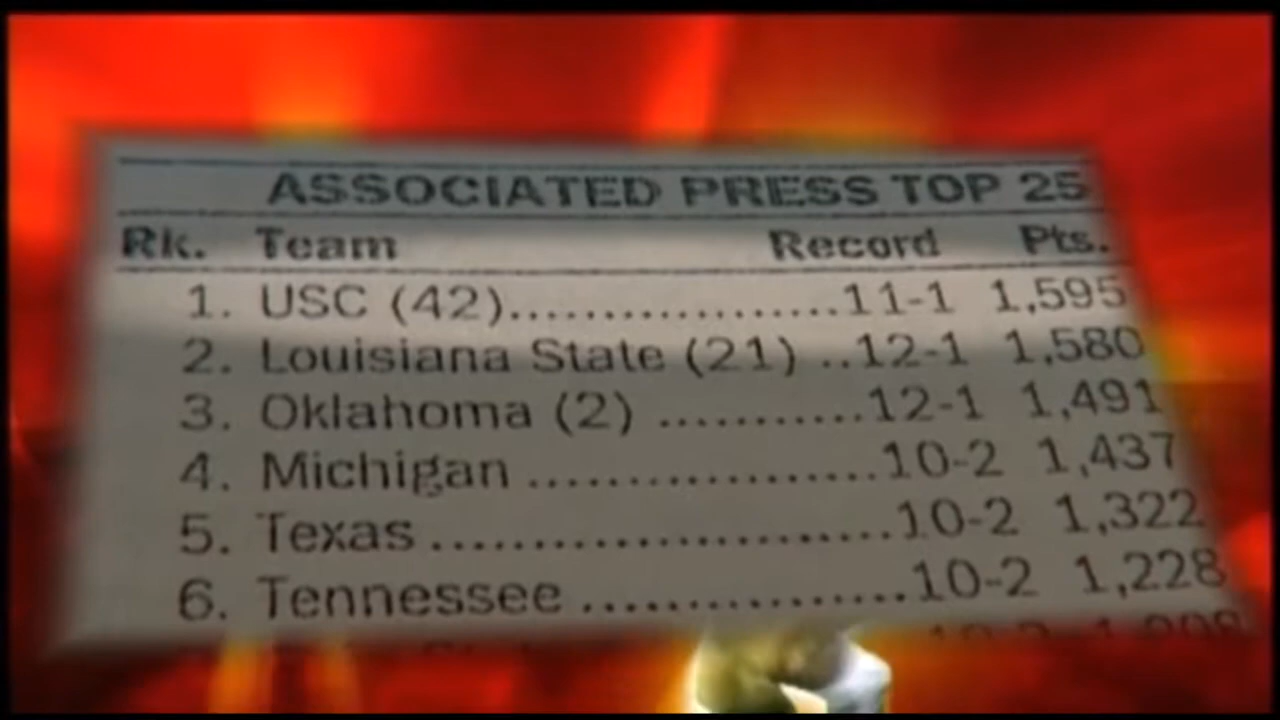 ASSOCIATED PRESS TOP 25
Rk. Team Record Pts.
1. USC (42)....................11-1 1,595
2. Louisiana State (21) ..12-1 1,580
3. Oklahoma (2) ............12-1 1,491
4. Michigan .....................10-2 1,437
5. Texas ...........................10-2 1,322
6. Tennessee ..................10-2 1,228